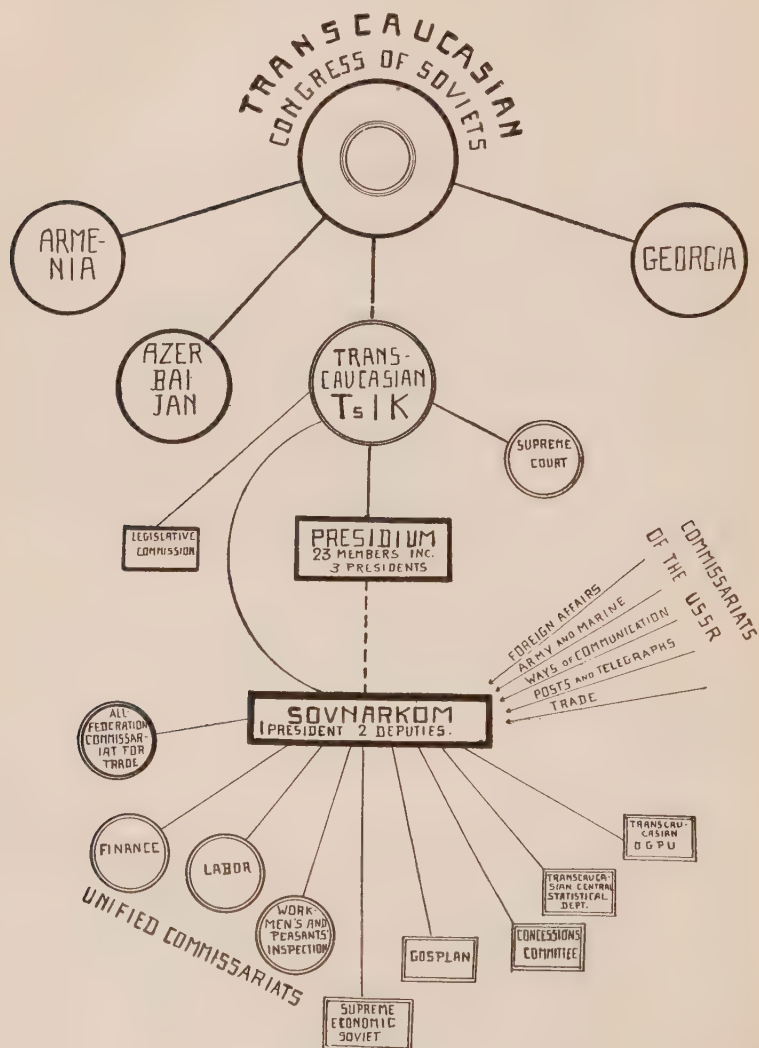 TRANSCAUCASIAN
CONGRESS OF SOVIETS
ARME-
NIA
GEORGIA
AZER
BAI
JAN
TRANS-
CAUCASIAN
TsIK
SUPREME
COURT
LEGISLATIVE
COMMISSION
PRESIDIUM
23 MEMBERS INC.
3 PRESIDENTS
COMMISSARIATS
OF THE USSR
FOREIGN AFFAIRS
ARMY AND MARINE
WAYS OF COMMUNICATION
POSTS AND TELEGRAPHS
TRADE
SOVNARKOM
1 PRESIDENT 2 DEPUTIES.
ALL-
FEDERATION
COMMISSAR-
IAT FOR
TRADE
FINANCE
LABOR
WORK-
MEN'S AND
PEASANTS'
INSPECTION
UNIFIED COMMISSARIATS
SUPREME
ECONOMIC
SOVIET
GOSPLAN
CONCESSIONS
COMMITTEE
TRANSCAUCA-
SIAN CENTRAL
STATISTICAL
DEPT.
TRANSCAU-
CASIAN
OGPU